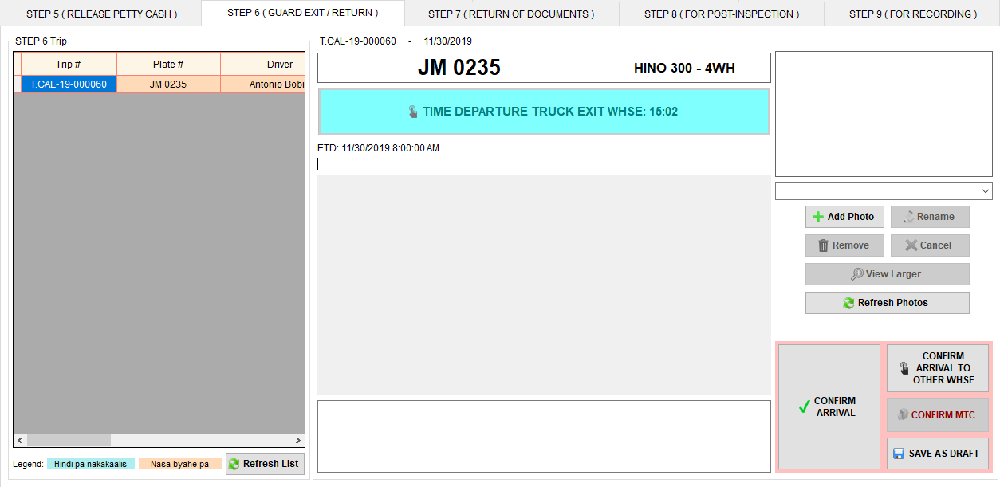 STEP 5 ( RELEASE PETTY CASH )
STEP 6 ( GUARD EXIT / RETURN )
STEP 7 ( RETURN OF DOCUMENTS )
STEP 8 ( FOR POST-INSPECTION )
STEP 9 ( FOR RECORDING )
STEP 6 Trip
Trip #
Plate #
Driver
T.CAL-19-000060
JM 0235
Antonio Bobi
Legend:
Hindi pa nakakaalis
Nasa byahe pa
Refresh List
T.CAL-19-000060 - 11/30/2019
JM 0235
HINO 300 - 4WH
TIME DEPARTURE TRUCK EXIT WHSE: 15:02
ETD: 11/30/2019 8:00:00 AM
Add Photo
Rename
Remove
Cancel
View Larger
Refresh Photos
CONFIRM
ARRIVAL
CONFIRM
ARRIVAL TO
OTHER WHSE
CONFIRM MTC
SAVE AS DRAFT